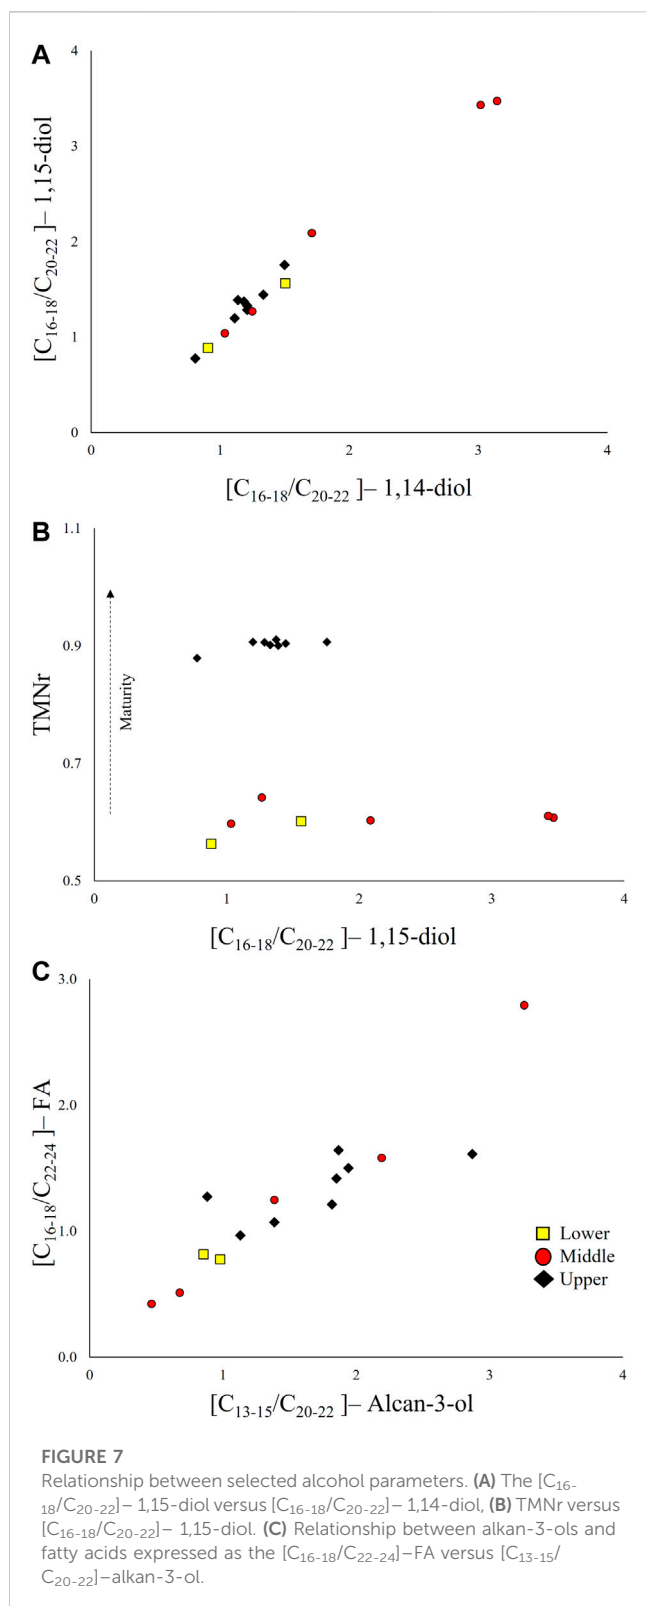 A
4
3
2
1
0
0
1
2
3
4
[C16-18/C20-22 ]– 1,15-diol
[C16-18/C20-22 ]– 1,14-diol
B
1.1
0.9
0.7
0.5
0
1
2
3
4
TMNr
Maturity
[C16-18/C20-22 ]– 1,15-diol
C
3.0
2.0
1.0
0.0
0
1
2
3
4
[C16-18/C22-24]– FA
Lower
Middle
Upper
[C13-15/C20-22 ]– Alcan-3-ol
FIGURE 7
Relationship between selected alcohol parameters. (A) The [C16-
18/C20-22]– 1,15-diol versus [C16-18/C20-22]– 1,14-diol, (B) TMNr versus
[C16-18/C20-22]– 1,15-diol. (C) Relationship between alkan-3-ols and
fatty acids expressed as the [C16-18/C22-24]–FA versus [C13-15/
C20-22]–alkan-3-ol.